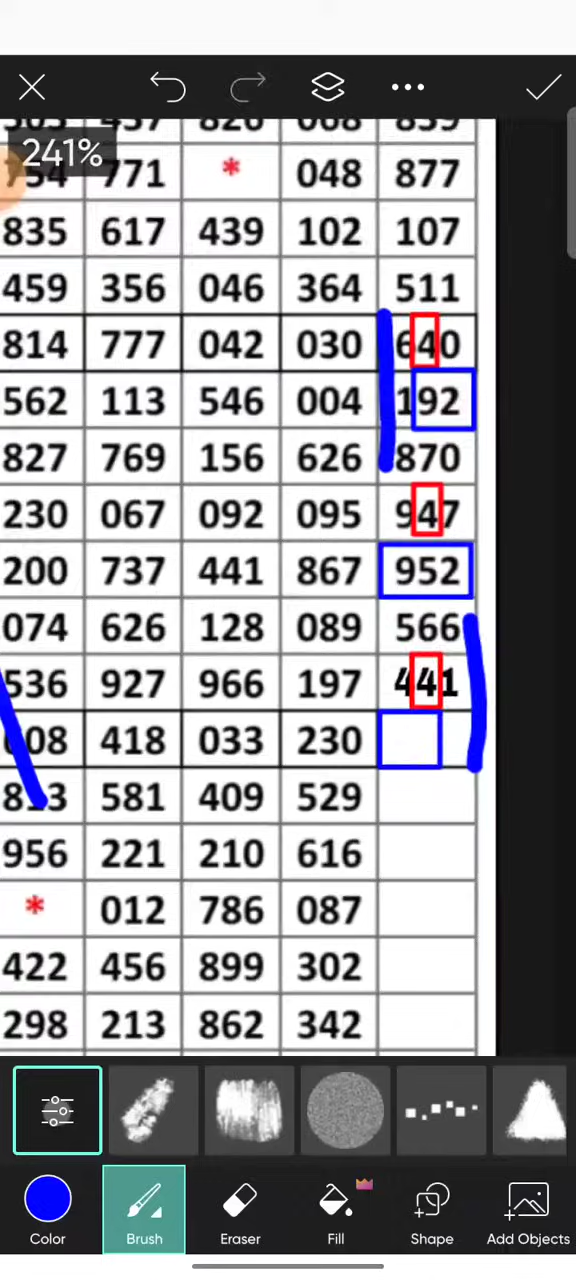 241%
754 771 * 048 877
835 617 439 102 107
459 356 046 364 511
814 777 042 030 640
562 113 546 004 192
827 769 156 626 870
230 067 092 095 947
200 737 441 867 952
074 626 128 089 566
536 927 966 197 441
608 418 033 230
813 581 409 529
956 221 210 616
* 012 786 087
422 456 899 302
298 213 862 342
Color Brush Eraser Fill Shape Add Objects